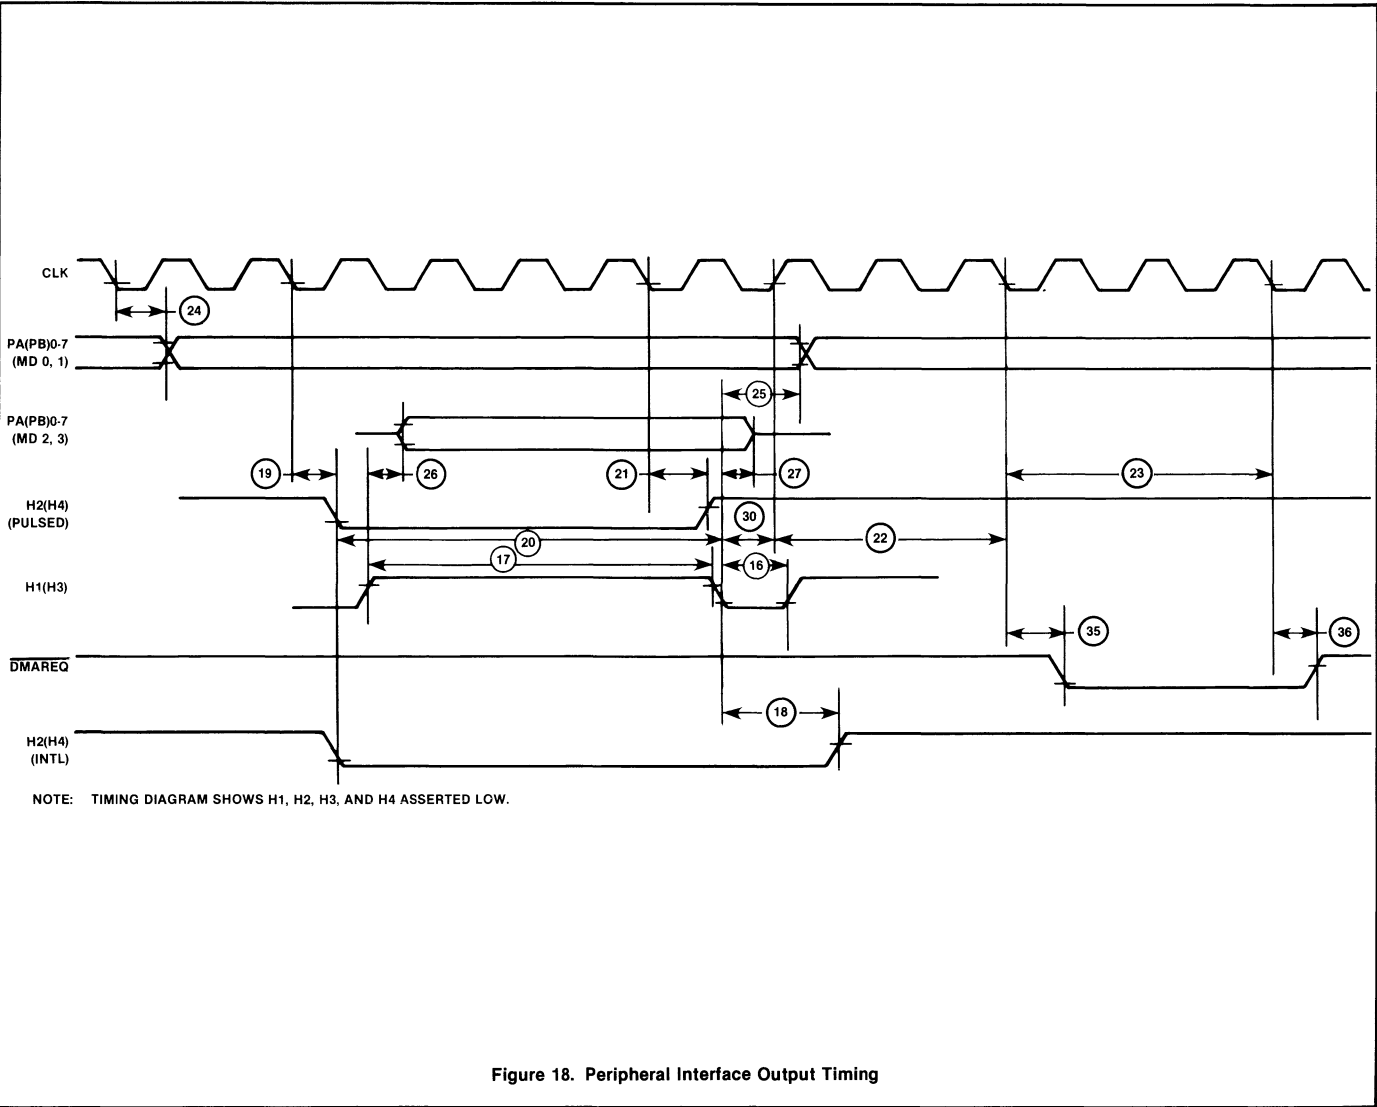 CLK
24
PA(PB)0-7
(MD 0, 1)
25
PA(PB)0-7
(MD 2, 3)
19
26
21
27
23
H2(H4)
(PULSED)
30
20
22
17
16
H1(H3)
35
36
DMAREQ
18
H2(H4)
(INTL)
NOTE: TIMING DIAGRAM SHOWS H1, H2, H3, AND H4 ASSERTED LOW.
Figure 18. Peripheral Interface Output Timing